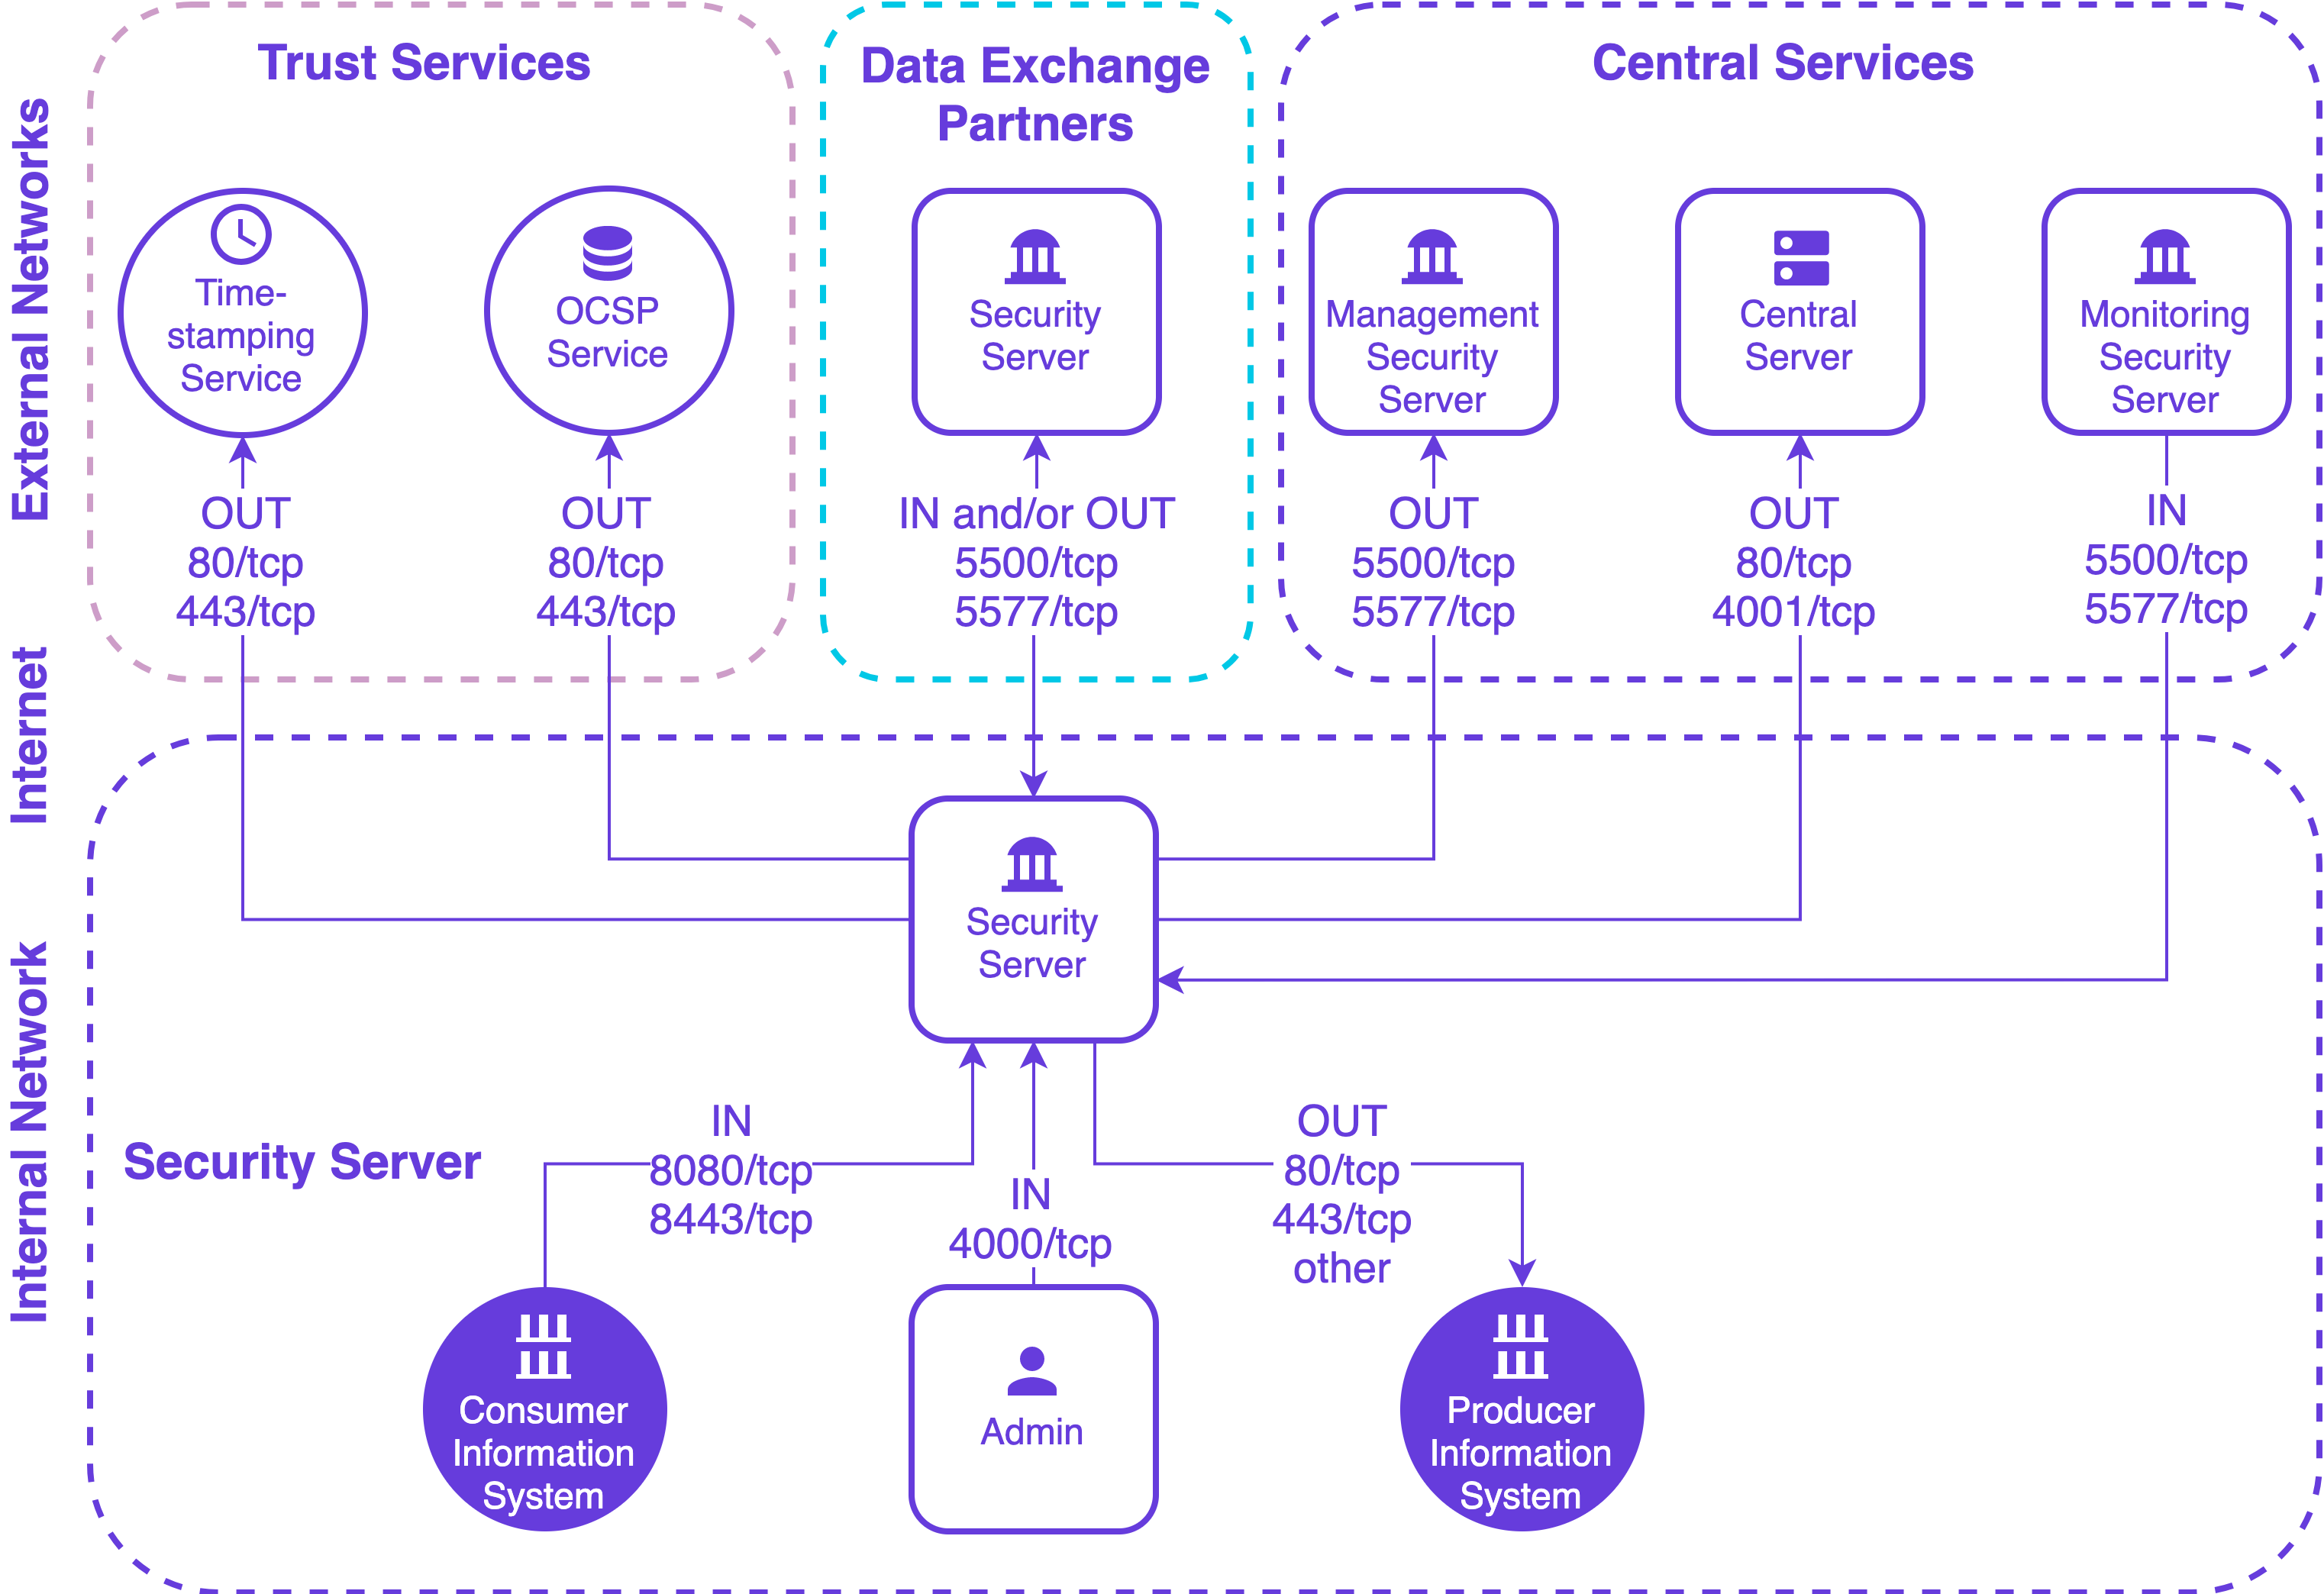 Trust Services
Data Exchange
Partners
Central Services
External Networks
Time-
stamping
Service
OCSP
Service
Security
Server
Management
Security
Server
Central
Server
Monitoring
Security
Server
OUT
80/tcp
443/tcp
OUT
80/tcp
443/tcp
IN and/or OUT
5500/tcp
5577/tcp
OUT
5500/tcp
5577/tcp
OUT
80/tcp
4001/tcp
IN
5500/tcp
5577/tcp
Internet
Security
Server
Internal Network
Security Server
IN
8080/tcp
8443/tcp
IN
4000/tcp
OUT
80/tcp
443/tcp
other
Consumer
Information
System
Admin
Producer
Information
System